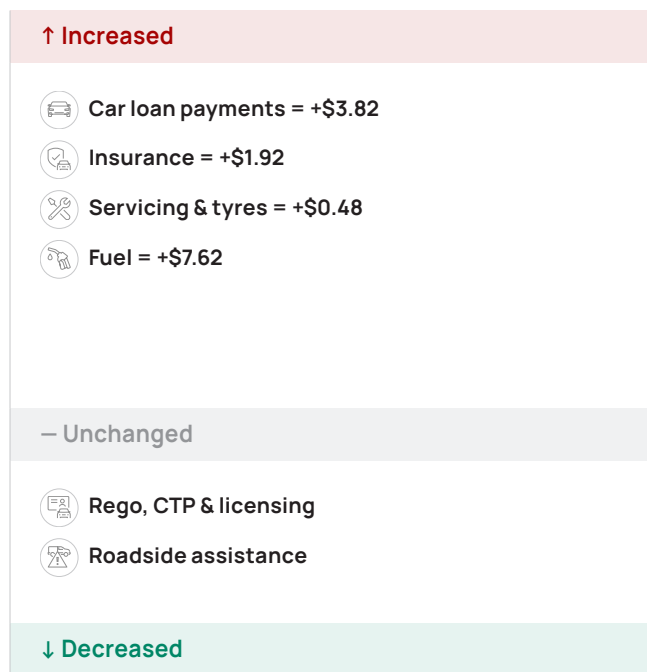 ↑ Increased
Car loan payments = +$3.82
Insurance = +$1.92
Servicing & tyres = +$0.48
Fuel = +$7.62
— Unchanged
Rego, CTP & licensing
Roadside assistance
↓ Decreased